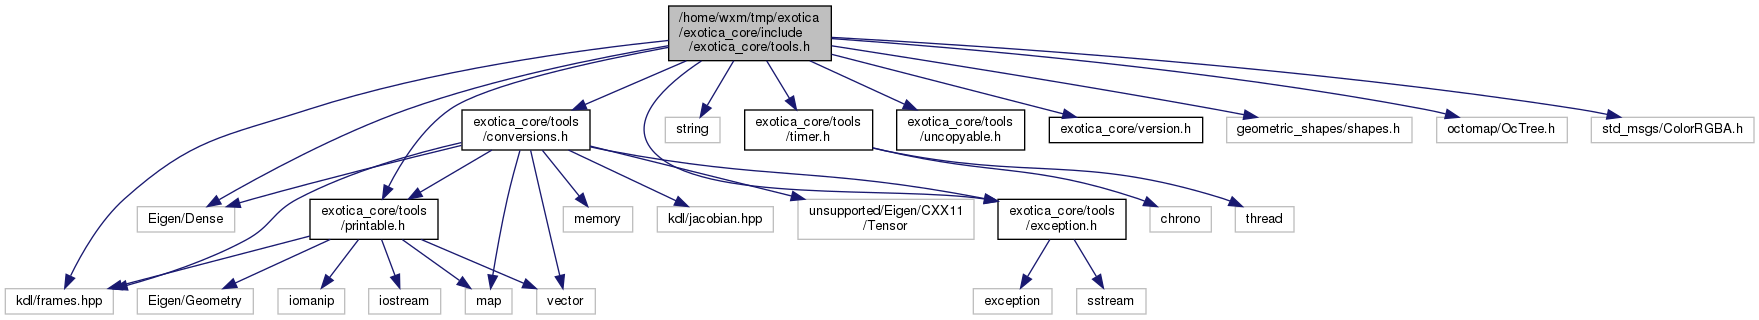 /home/wxm/tmp/exotica
/exotica_core/include
/exotica_core/tools.h
exotica_core/tools
/conversions.h
string
exotica_core/tools
/timer.h
exotica_core/tools
/uncopyable.h
exotica_core/version.h
geometric_shapes/shapes.h
octomap/OcTree.h
std_msgs/ColorRGBA.h
Eigen/Dense
exotica_core/tools
/printable.h
memory
kdl/jacobian.hpp
unsupported/Eigen/CXX11
/Tensor
exotica_core/tools
/exception.h
chrono
thread
kdl/frames.hpp
Eigen/Geometry
iomanip
iostream
map
vector
exception
sstream